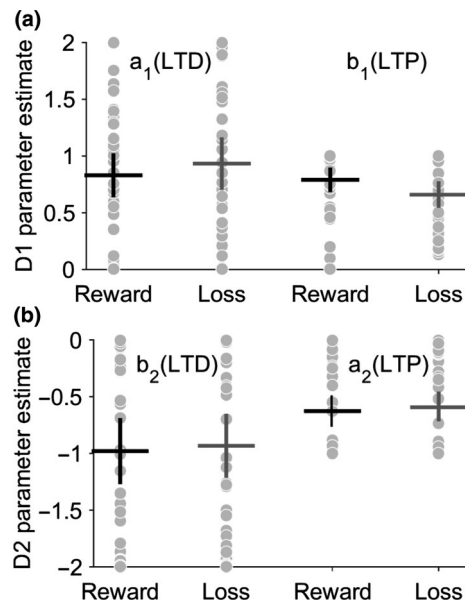 (a)
2
1.5
1
0.5
0
D1 parameter estimate
a₁(LTD)
b₁(LTP)
Reward Loss Reward Loss
(b)
−0
−0.5
−1
−1.5
−2
D2 parameter estimate
b₂(LTD)
a₂(LTP)
Reward Loss Reward Loss